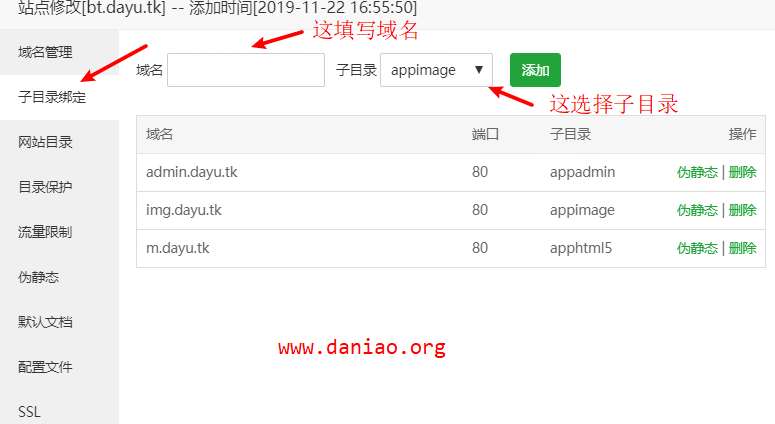 站点修改[bt.dayu.tk] -- 添加时间[2019-11-22 16:55:50]
这填写域名
域名管理
域名 子目录 appimage ▼ 添加
子目录绑定
这选择子目录
域名 端口 子目录 操作
网站目录
admin.dayu.tk 80 appadmin 伪静态 | 删除
目录保护
img.dayu.tk 80 appimage 伪静态 | 删除
流量限制
m.dayu.tk 80 apphtml5 伪静态 | 删除
伪静态
默认文档
www.daniao.org
配置文件
SSL